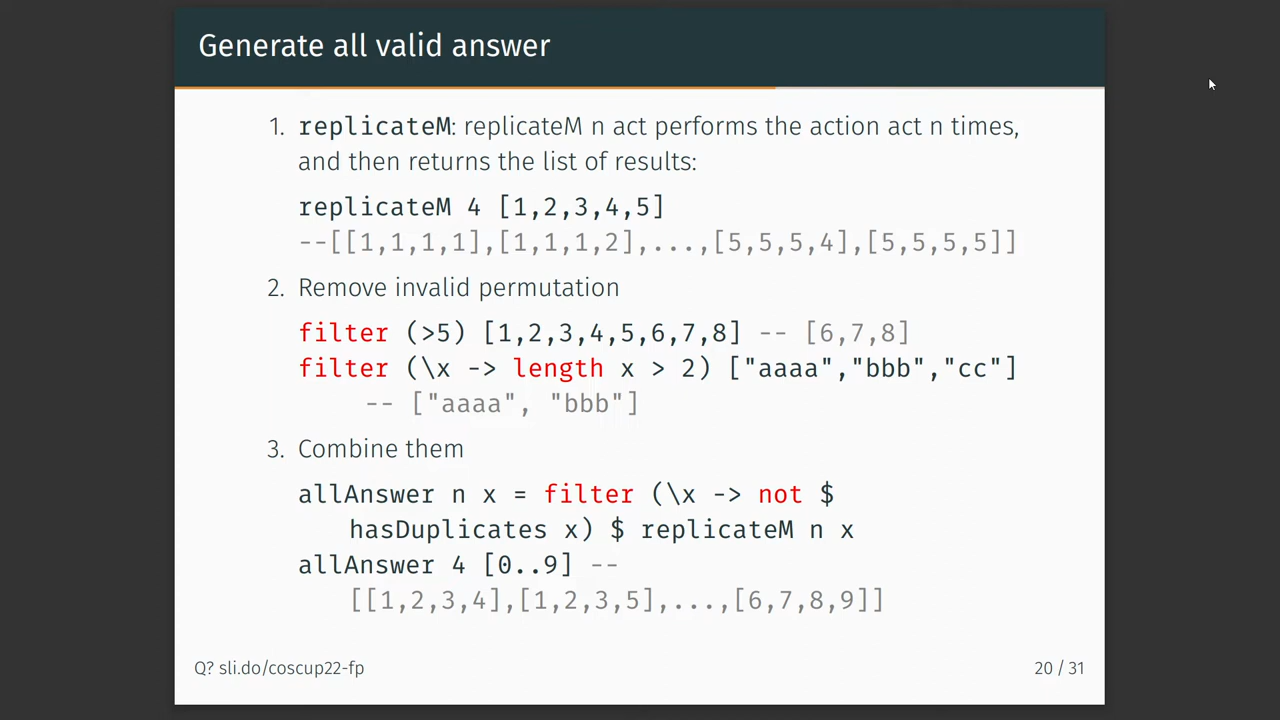 Generate all valid answer
1. replicateM: replicateM n act performs the action act n times,
and then returns the list of results:
replicateM 4 [1,2,3,4,5]
--[[1,1,1,1],[1,1,1,2],...,[5,5,5,4],[5,5,5,5]]
2. Remove invalid permutation
filter (>5) [1,2,3,4,5,6,7,8] -- [6,7,8]
filter (\x -> length x > 2) ["aaaa","bbb","cc"]
-- ["aaaa", "bbb"]
3. Combine them
allAnswer n x = filter (\x -> not $
hasDuplicates x) $ replicateM n x
allAnswer 4 [0..9] --
[[1,2,3,4],[1,2,3,5],...,[6,7,8,9]]
Q? sli.do/coscup22-fp
20 / 31